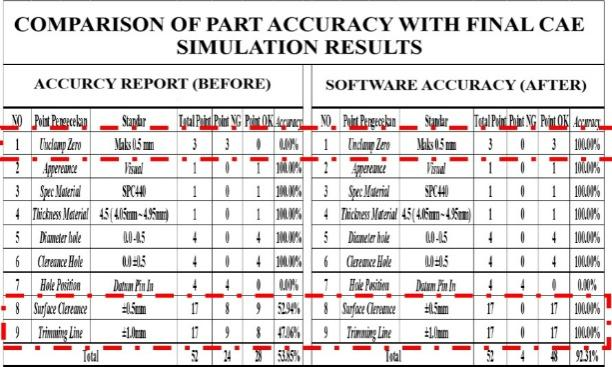 COMPARISON OF PART ACCURACY WITH FINAL CAE
SIMULATION RESULTS
ACCURCY REPORT (BEFORE)
NO Point Pengecekan Standar Total Point Point NG Point OK Accuracy
1 Unclamp Zero Maks 0.5 mm 3 3 0 0.00%
2 Appereance Visual 1 0 1 100.00%
3 Spec Material SPC440 1 0 1 100.00%
4 Thickness Material 4.5 ( 4.05mm ~ 4.95mm) 1 0 1 100.00%
5 Diameter hole 0.0 -0.5 4 0 4 100.00%
6 Clereance Hole 0.0 ±0.5 4 0 4 100.00%
7 Hole Position Datum Pin In 4 4 0 0.00%
8 Surface Clereance ±0.5mm 17 8 9 52.94%
9 Trimming Line ±1.0mm 17 9 8 47.06%
Total 52 24 28 53.85%
SOFTWARE ACCURACY (AFTER)
NO Point Pengecekan Standar Total Point Point NG Point OK Accuracy
1 Unclamp Zero Maks 0.5 mm 3 0 3 100.00%
2 Appereance Visual 1 0 1 100.00%
3 Spec Material SPC440 1 0 1 100.00%
4 Thickness Material 4.5 ( 4.05mm ~ 4.95mm) 1 0 1 100.00%
5 Diameter hole 0.0 -0.5 4 0 4 100.00%
6 Clereance Hole 0.0 ±0.5 4 0 4 100.00%
7 Hole Position Datum Pin In 4 4 0 0.00%
8 Surface Clereance ±0.5mm 17 0 17 100.00%
9 Trimming Line ±1.0mm 17 0 17 100.00%
Total 52 4 48 92.31%